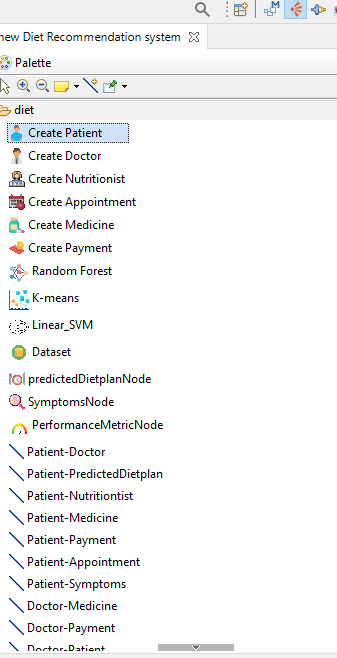 new Diet Recommendation system
Palette
diet
Create Patient
Create Doctor
Create Nutritionist
Create Appointment
Create Medicine
Create Payment
Random Forest
K-means
Linear_SVM
Dataset
predictedDietplanNode
SymptomsNode
PerformanceMetricNode
Patient-Doctor
Patient-PredictedDietplan
Patient-Nutritiontist
Patient-Medicine
Patient-Payment
Patient-Appointment
Patient-Symptoms
Doctor-Medicine
Doctor-Payment
Doctor-Patient